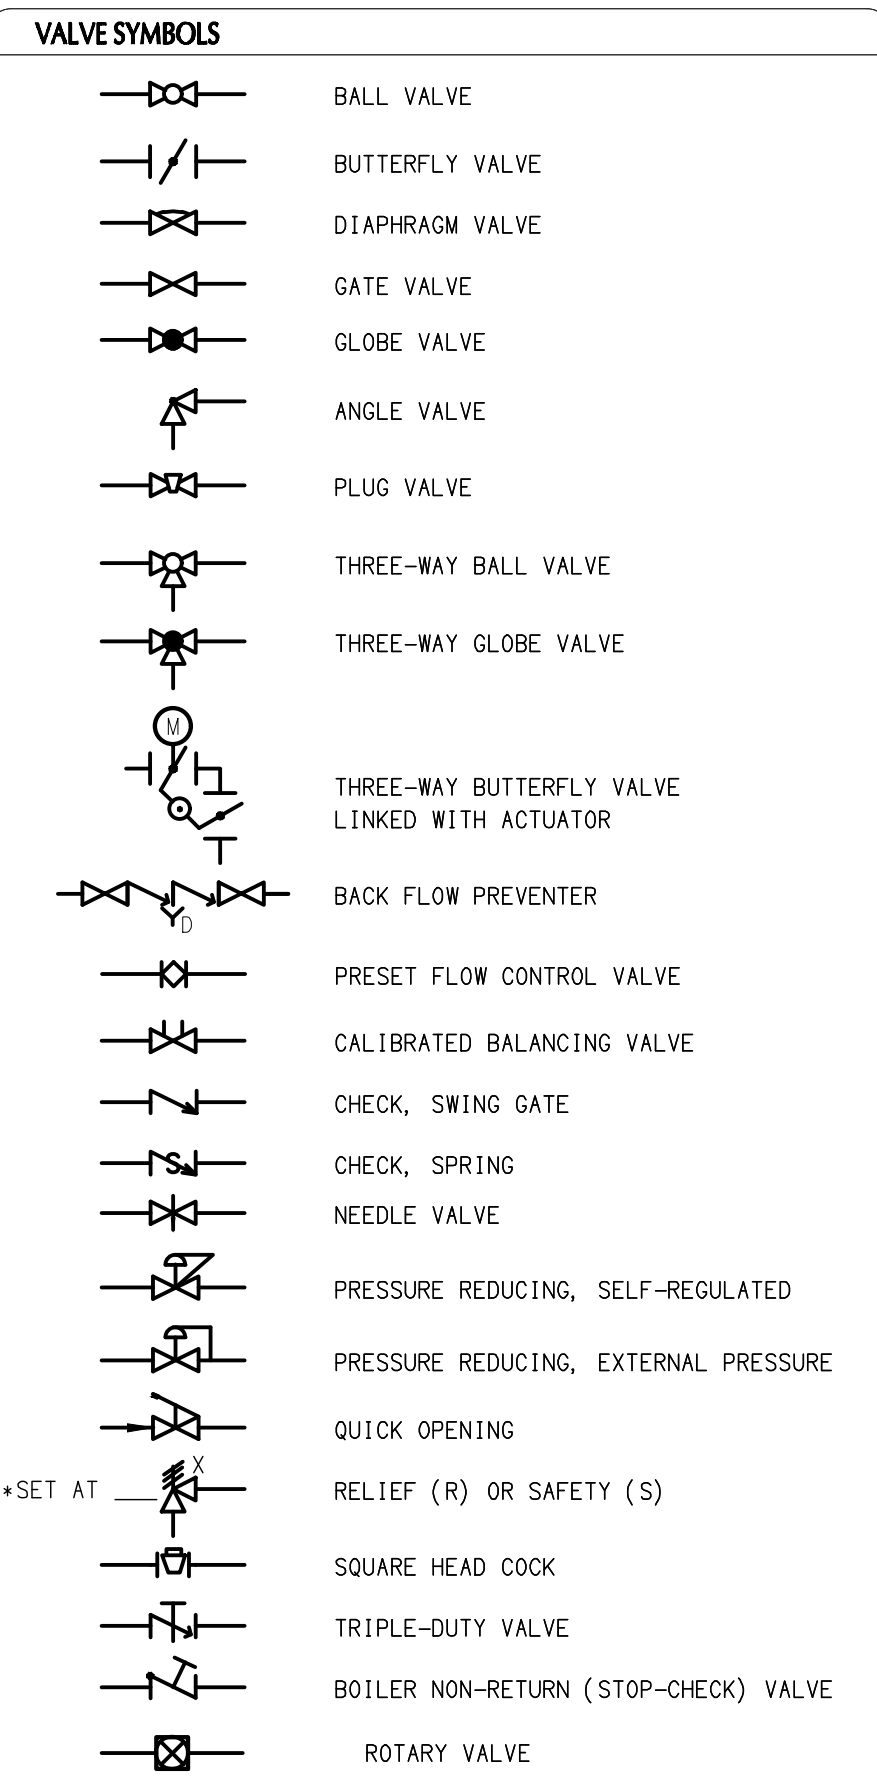 VALVE SYMBOLS
BALL VALVE
BUTTERFLY VALVE
DIAPHRAGM VALVE
GATE VALVE
GLOBE VALVE
ANGLE VALVE
PLUG VALVE
THREE-WAY BALL VALVE
THREE-WAY GLOBE VALVE
M
THREE-WAY BUTTERFLY VALVE
LINKED WITH ACTUATOR
BACK FLOW PREVENTER
D
PRESET FLOW CONTROL VALVE
CALIBRATED BALANCING VALVE
CHECK, SWING GATE
S CHECK, SPRING
NEEDLE VALVE
PRESSURE REDUCING, SELF-REGULATED
PRESSURE REDUCING, EXTERNAL PRESSURE
QUICK OPENING
X
*SET AT ___ RELIEF (R) OR SAFETY (S)
SQUARE HEAD COCK
TRIPLE-DUTY VALVE
BOILER NON-RETURN (STOP-CHECK) VALVE
ROTARY VALVE